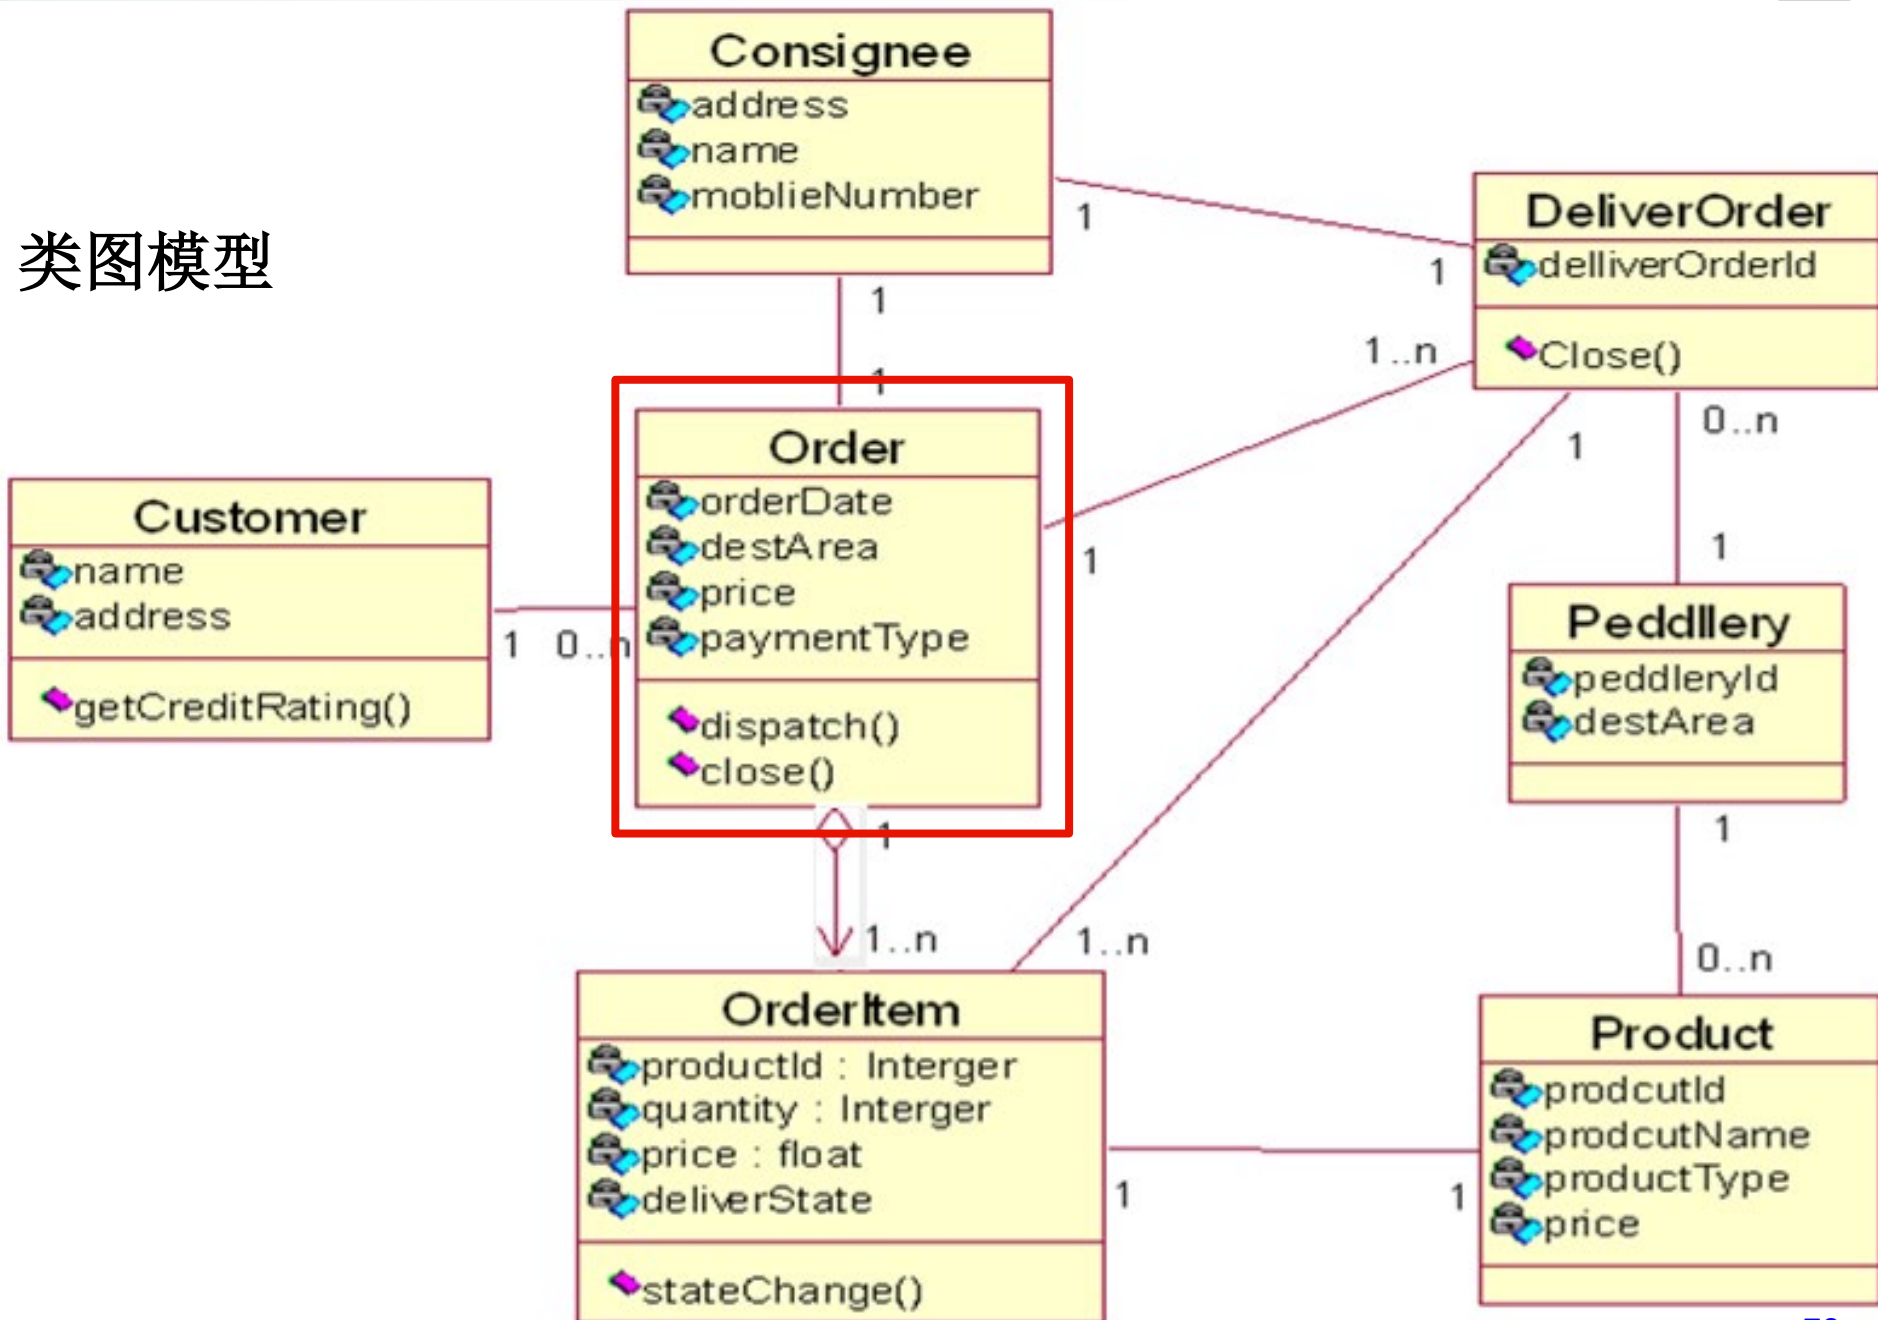 类图模型
Consignee
address
name
moblieNumber
1
1
DeliverOrder
delliverOrderId
Close()
1
1
1..n
1
Order
orderDate
destArea
price
paymentType
dispatch()
close()
Customer
name
address
getCreditRating()
1
0..n
1
1..n
1
1..n
0..n
1
Peddllery
peddleryId
destArea
1
0..n
OrderItem
productId : Interger
quantity : Interger
price : float
deliverState
stateChange()
1
1
Product
prodcutId
prodcutName
productType
price